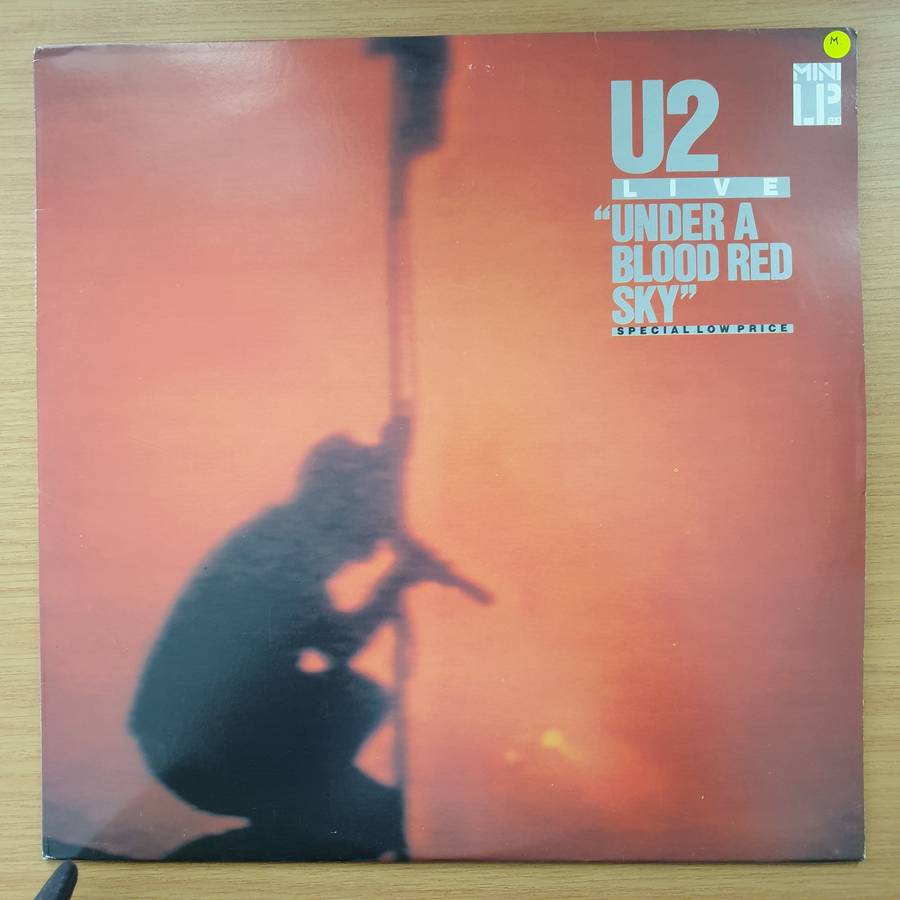 M
MINI
LP
U2
LIVE
“UNDER A
BLOOD RED
SKY”
SPECIAL LOW PRICE